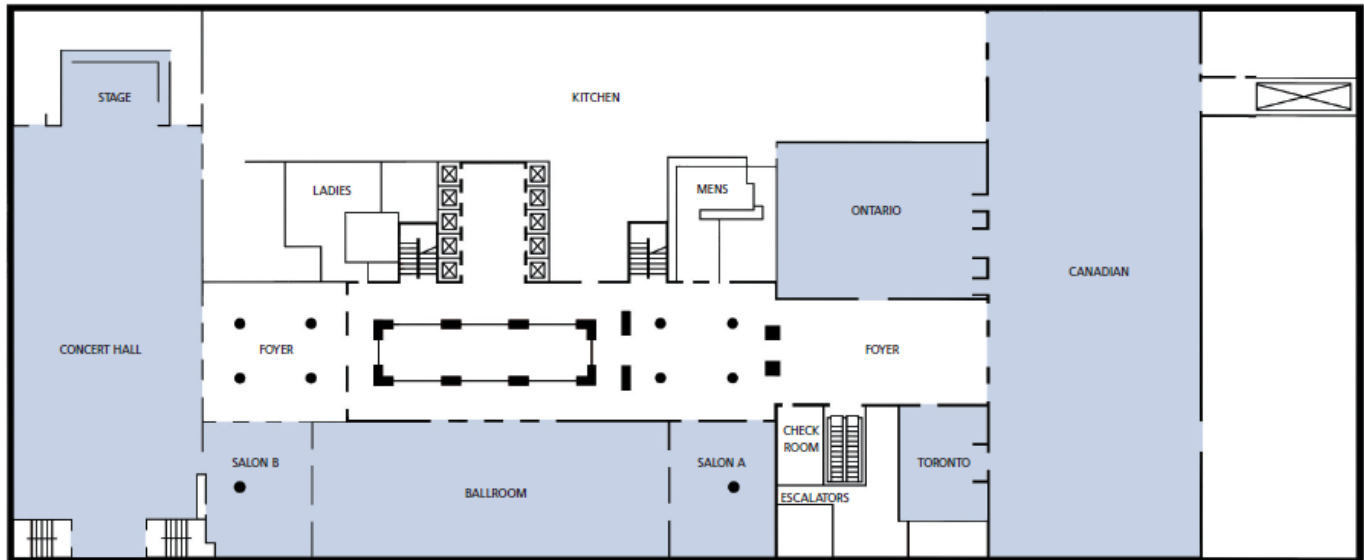 STAGE
KITCHEN
LADIES
MENS
ONTARIO
CANADIAN
CONCERT HALL
FOYER
FOYER
CHECK
ROOM
SALON B
SALON A
TORONTO
BALLROOM
ESCALATORS